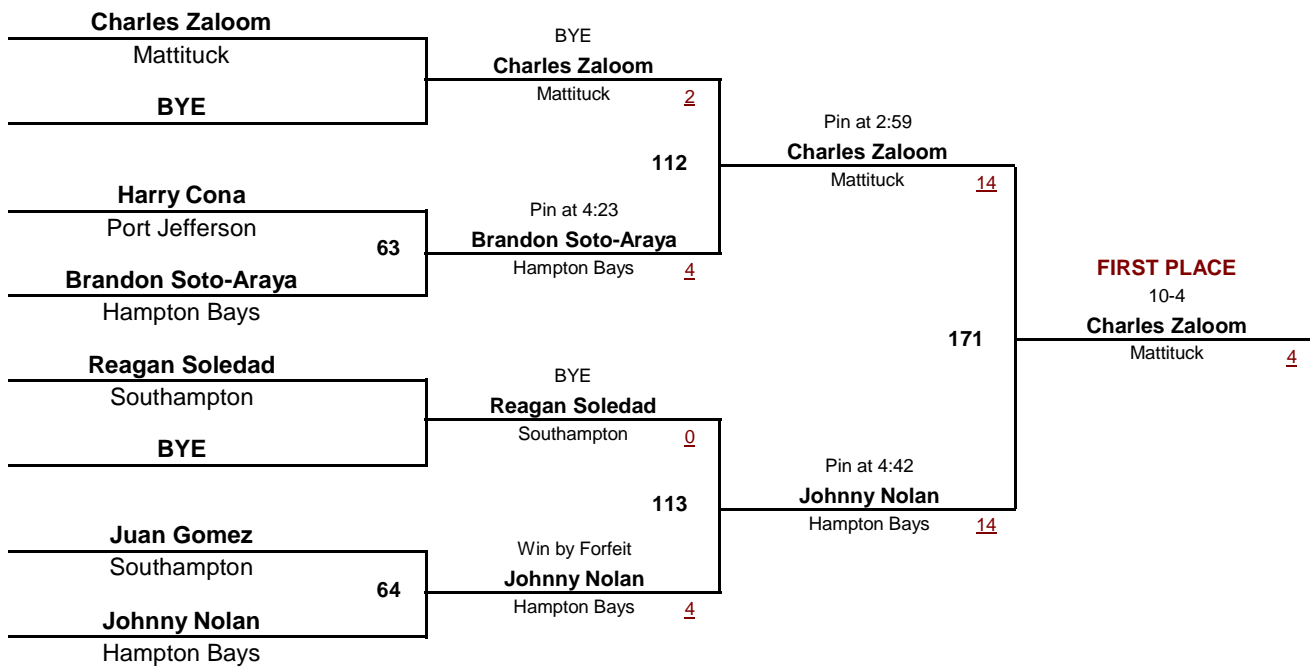 Charles Zaloom
Mattituck
BYE
Harry Cona
Port Jefferson
63
Brandon Soto-Araya
Hampton Bays
Reagan Soledad
Southampton
BYE
Juan Gomez
Southampton
64
Johnny Nolan
Hampton Bays
BYE
Charles Zaloom
Mattituck 2
112
Pin at 4:23
Brandon Soto-Araya
Hampton Bays 4
BYE
Reagan Soledad
Southampton 0
113
Win by Forfeit
Johnny Nolan
Hampton Bays 4
Pin at 2:59
Charles Zaloom
Mattituck 14
171
Pin at 4:42
Johnny Nolan
Hampton Bays 14
FIRST PLACE
10-4
Charles Zaloom
Mattituck 4